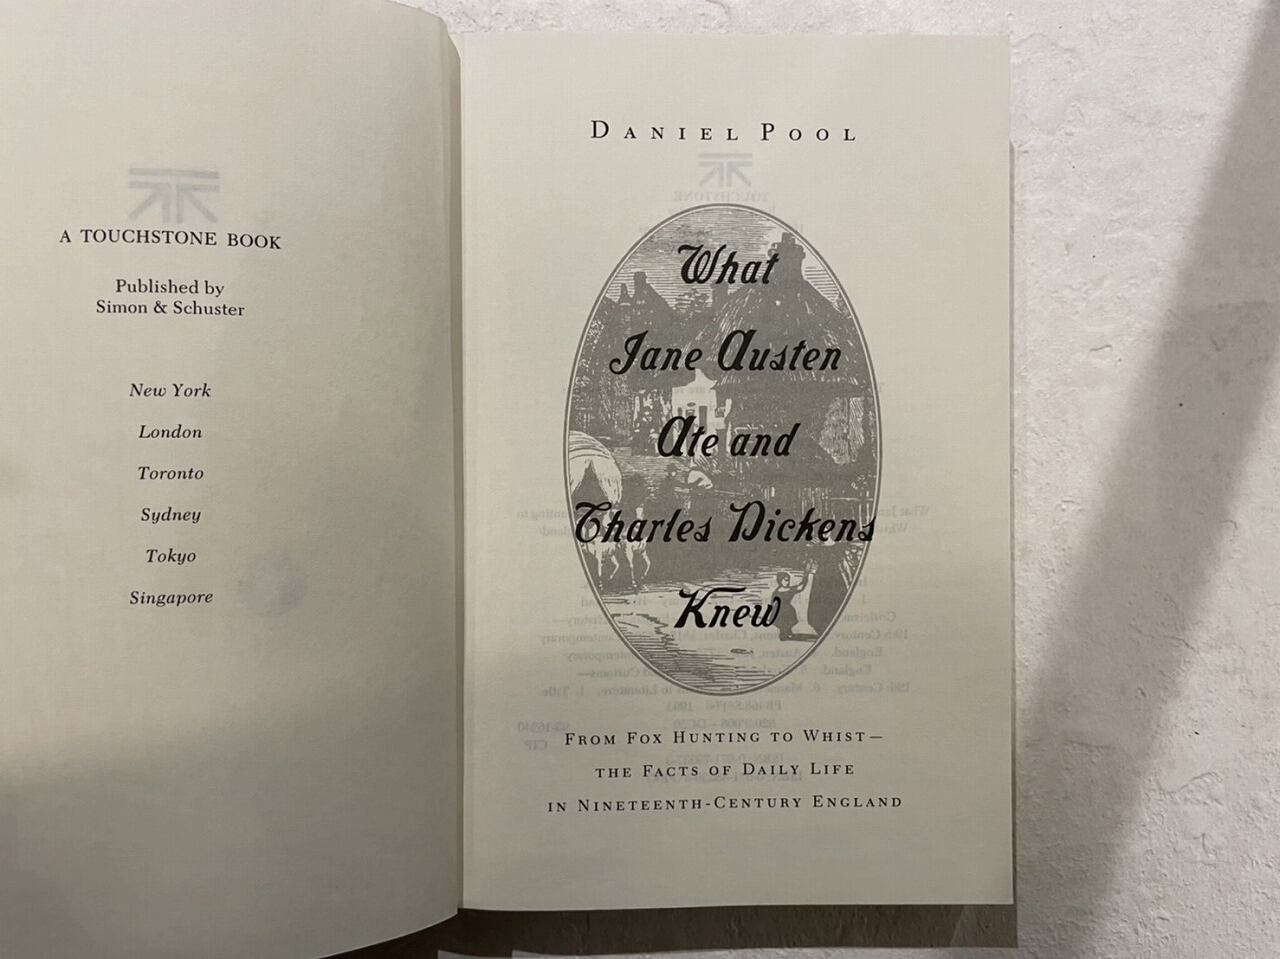 A TOUCHSTONE BOOK
Published by
Simon & Schuster
New York
London
Toronto
Sydney
Tokyo
Singapore
DANIEL POOL
What
Jane Austen
Ate and
Charles Dickens
Knew
FROM FOX HUNTING TO WHIST—
THE FACTS OF DAILY LIFE
IN NINETEENTH-CENTURY ENGLAND